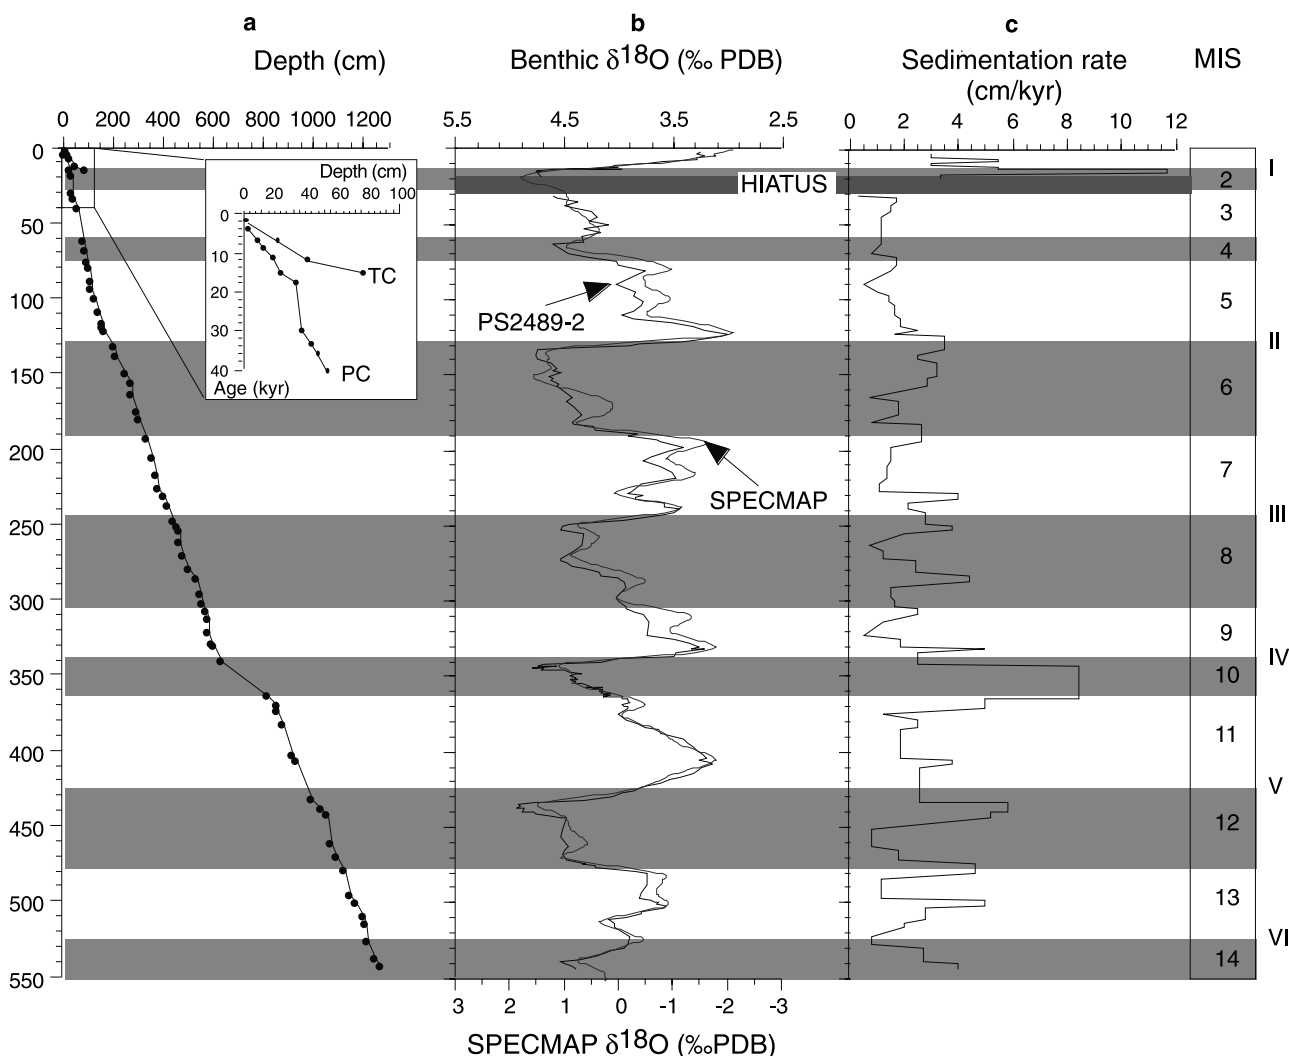 a
b
c
Depth (cm)
Benthic δ18O (‰ PDB)
Sedimentation rate
(cm/kyr)
MIS
0 200 400 600 800 1000 1200
5.5 4.5 3.5 2.5
0 2 4 6 8 10 12
0
50
100
150
200
250
300
350
400
450
500
550
Depth (cm)
0 20 40 60 80 100
0
10
20
30
40
TC
PC
Age (kyr)
HIATUS
PS2489-2
SPECMAP
2
3
4
5
6
7
8
9
10
11
12
13
14
I
II
III
IV
V
VI
3 2 1 0 -1 -2 -3
SPECMAP δ18O (‰PDB)